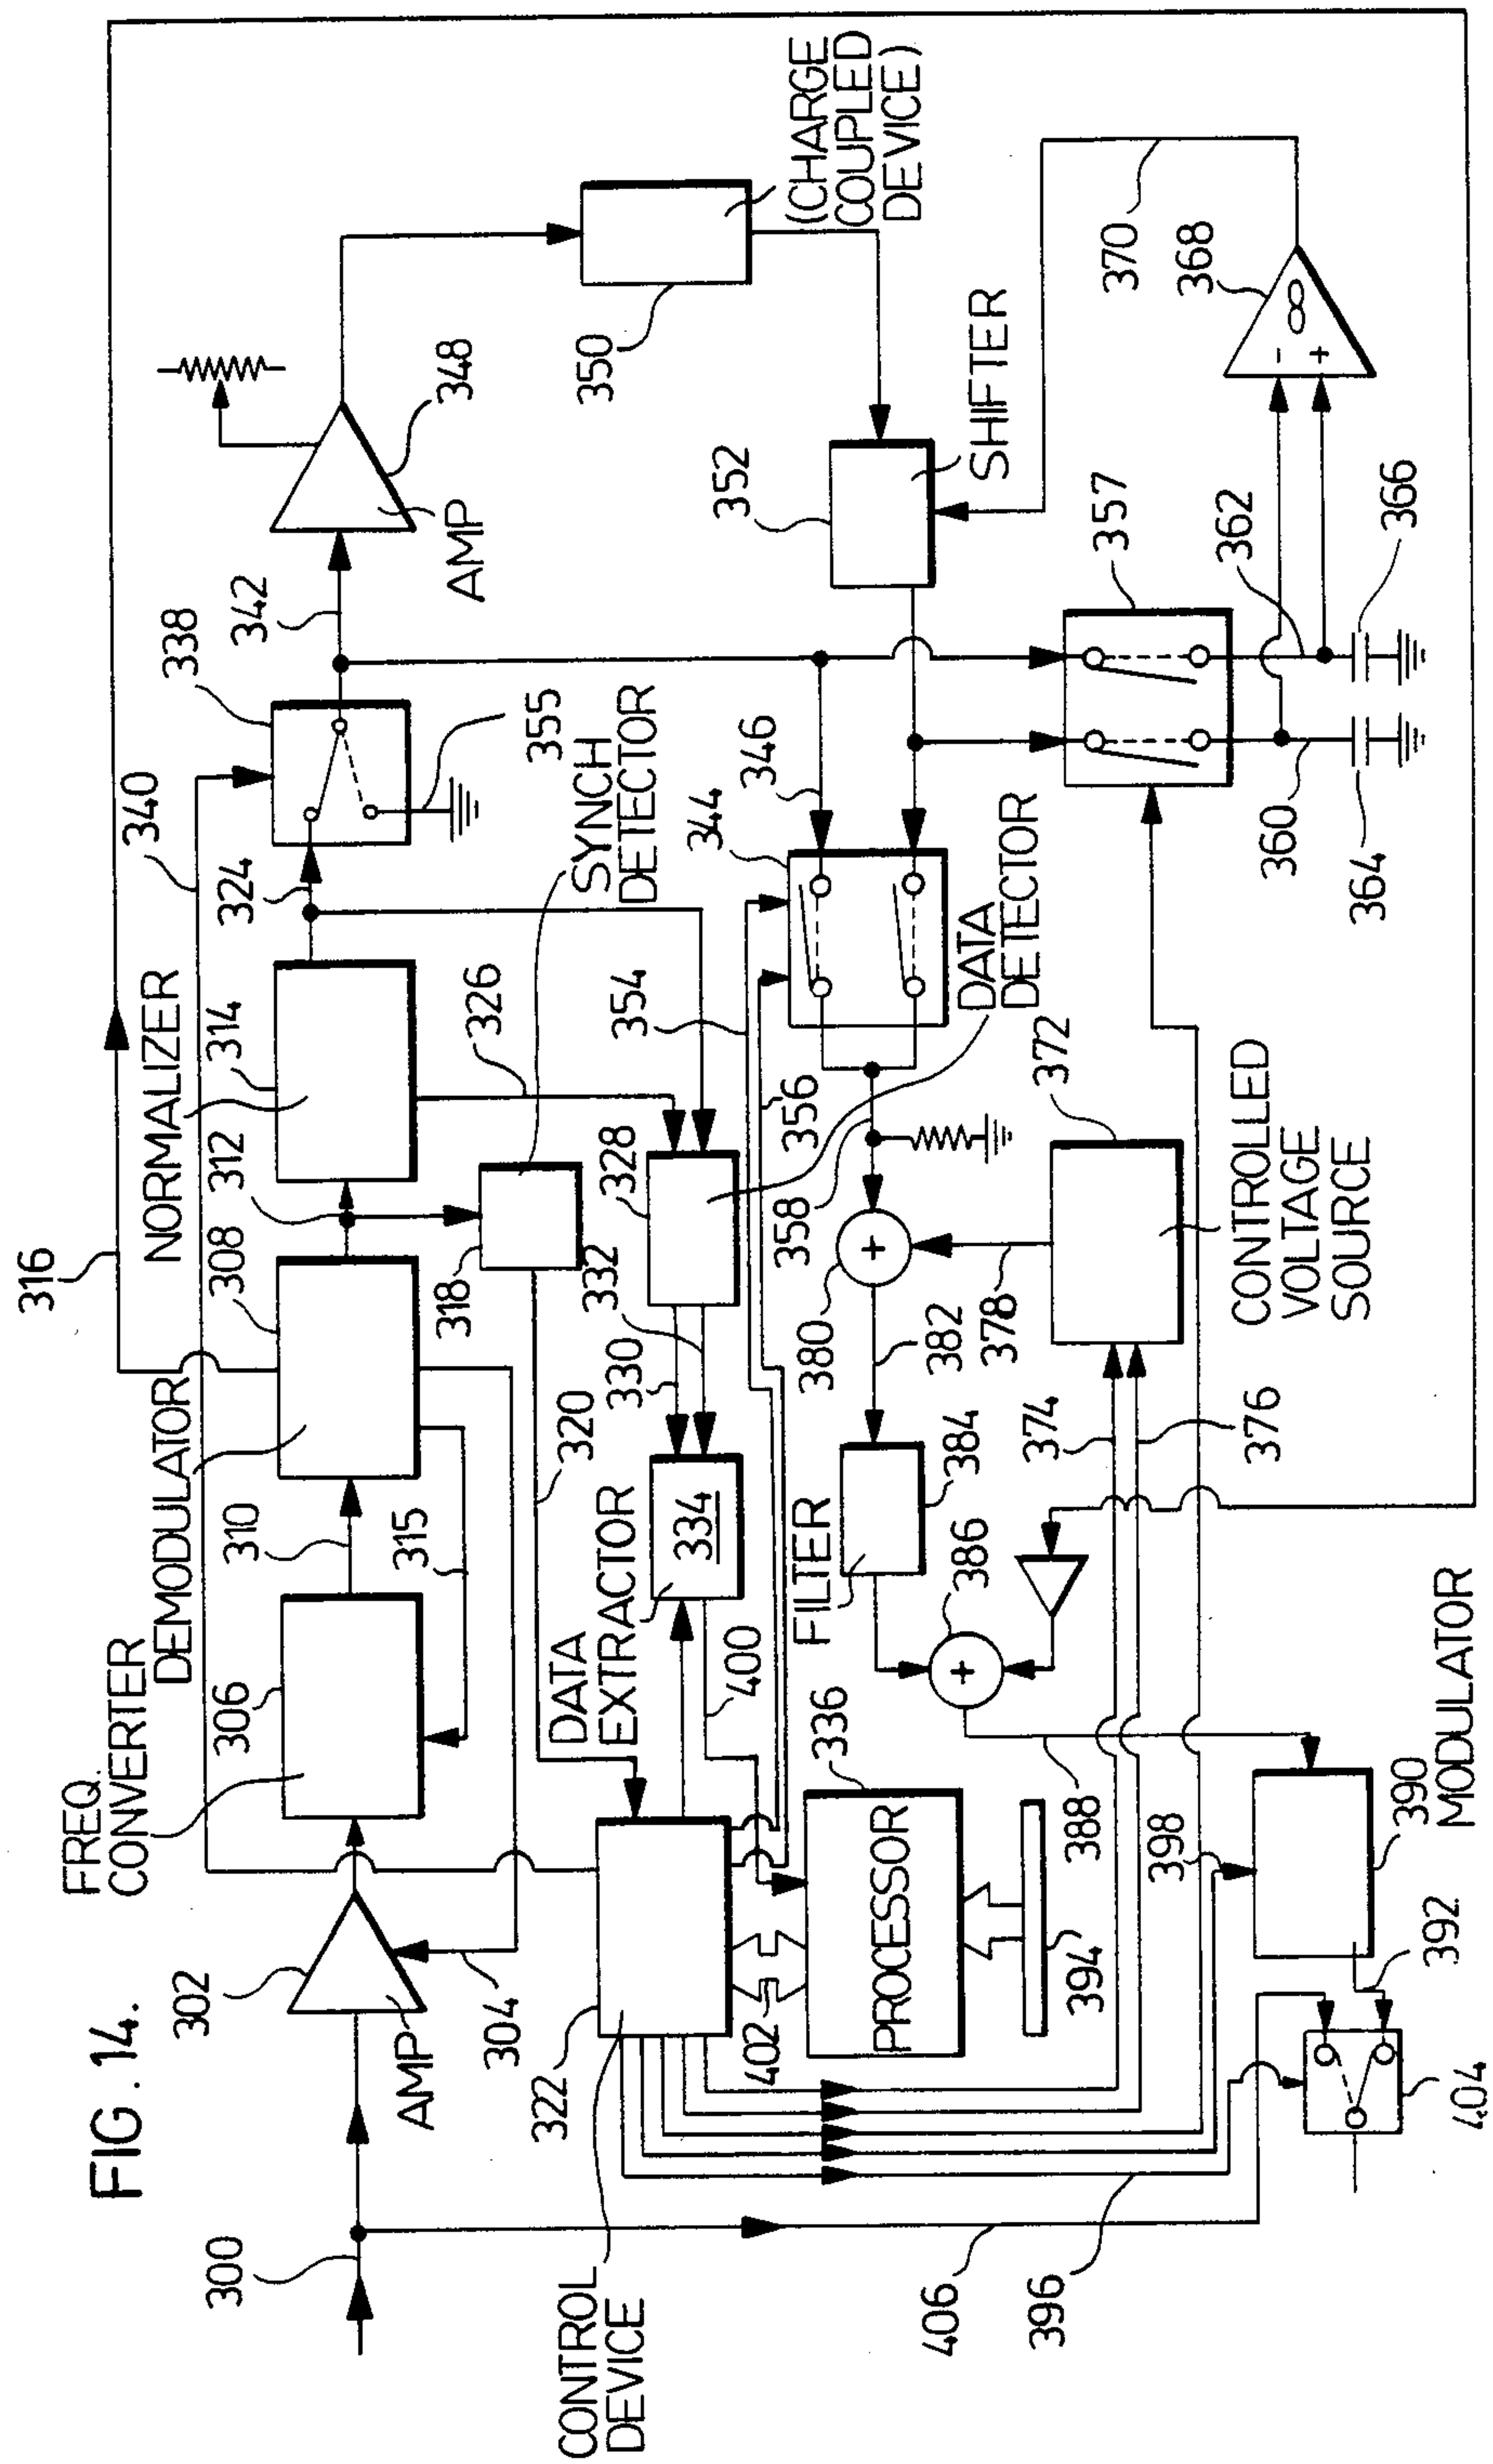 FIG. 14.
316
FREQ.
CONVERTER
DEMODULATOR
NORMALIZER
340
338
302
306
310
308
312
314
324
342
300
AMP
315
348
AMP
304
326
355
SYNCH
DETECTOR
318
322
320
CONTROL
DEVICE
DATA
EXTRACTOR
330
332
328
354
350
334
400
344
346
352
402
336
356
358
(CHARGE
COUPLED
DEVICE)
PROCESSOR
FILTER
380
382
384
386
DATA
DETECTOR
SHIFTER
378
374
372
357
370
394
388
376
CONTROLLED
VOLTAGE
SOURCE
360
362
368
∞
-
+
+
+
364
366
406
396
398
390
MODULATOR
392
404